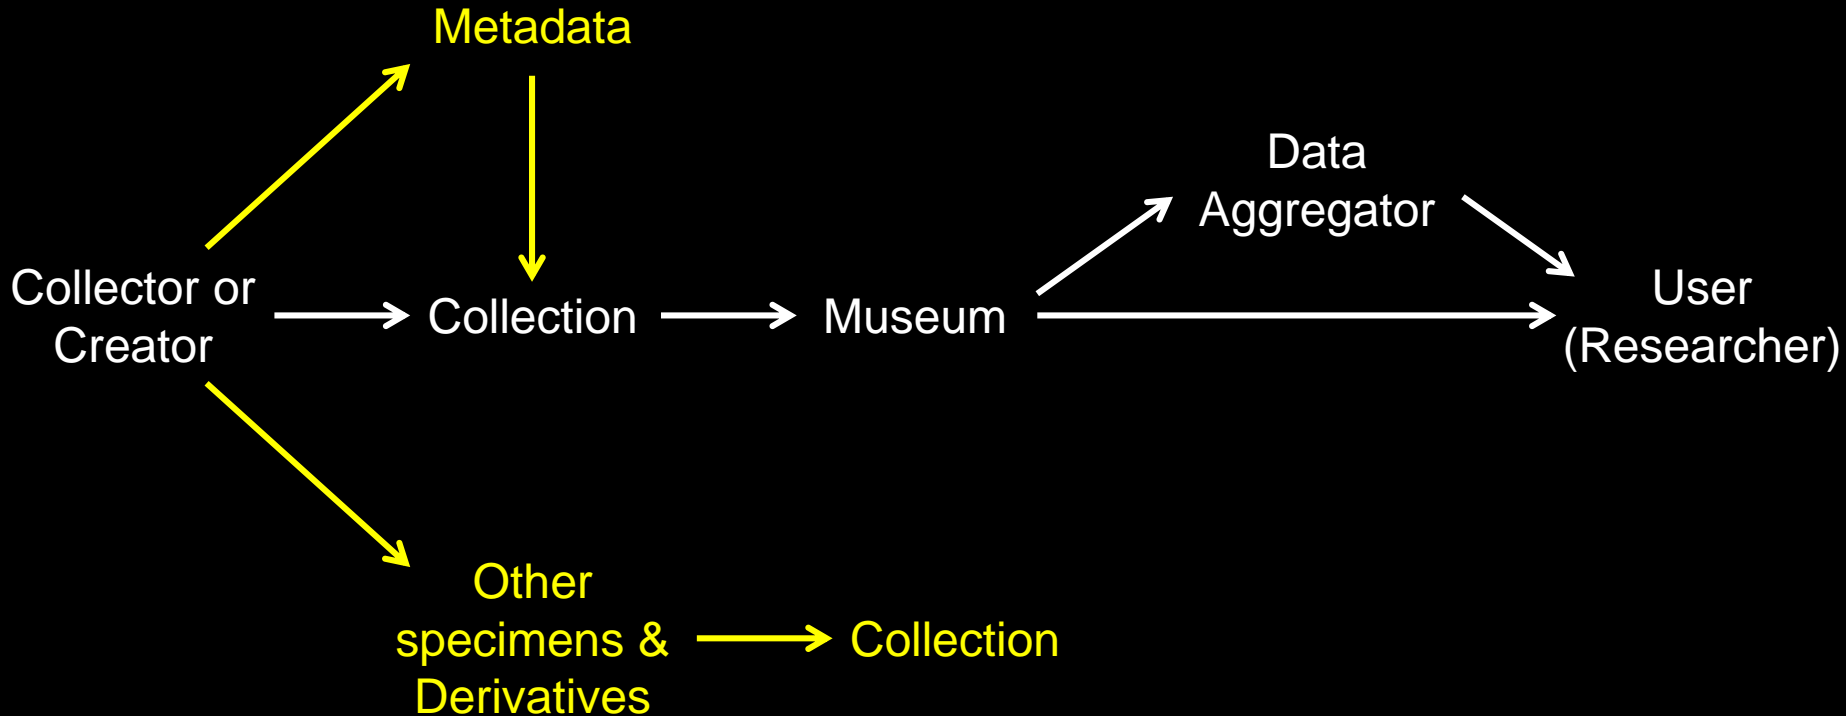 Metadata
Data
Aggregator
Collector or
Creator
Collection
Museum
User
(Researcher)
Other
specimens &
Derivatives
Collection